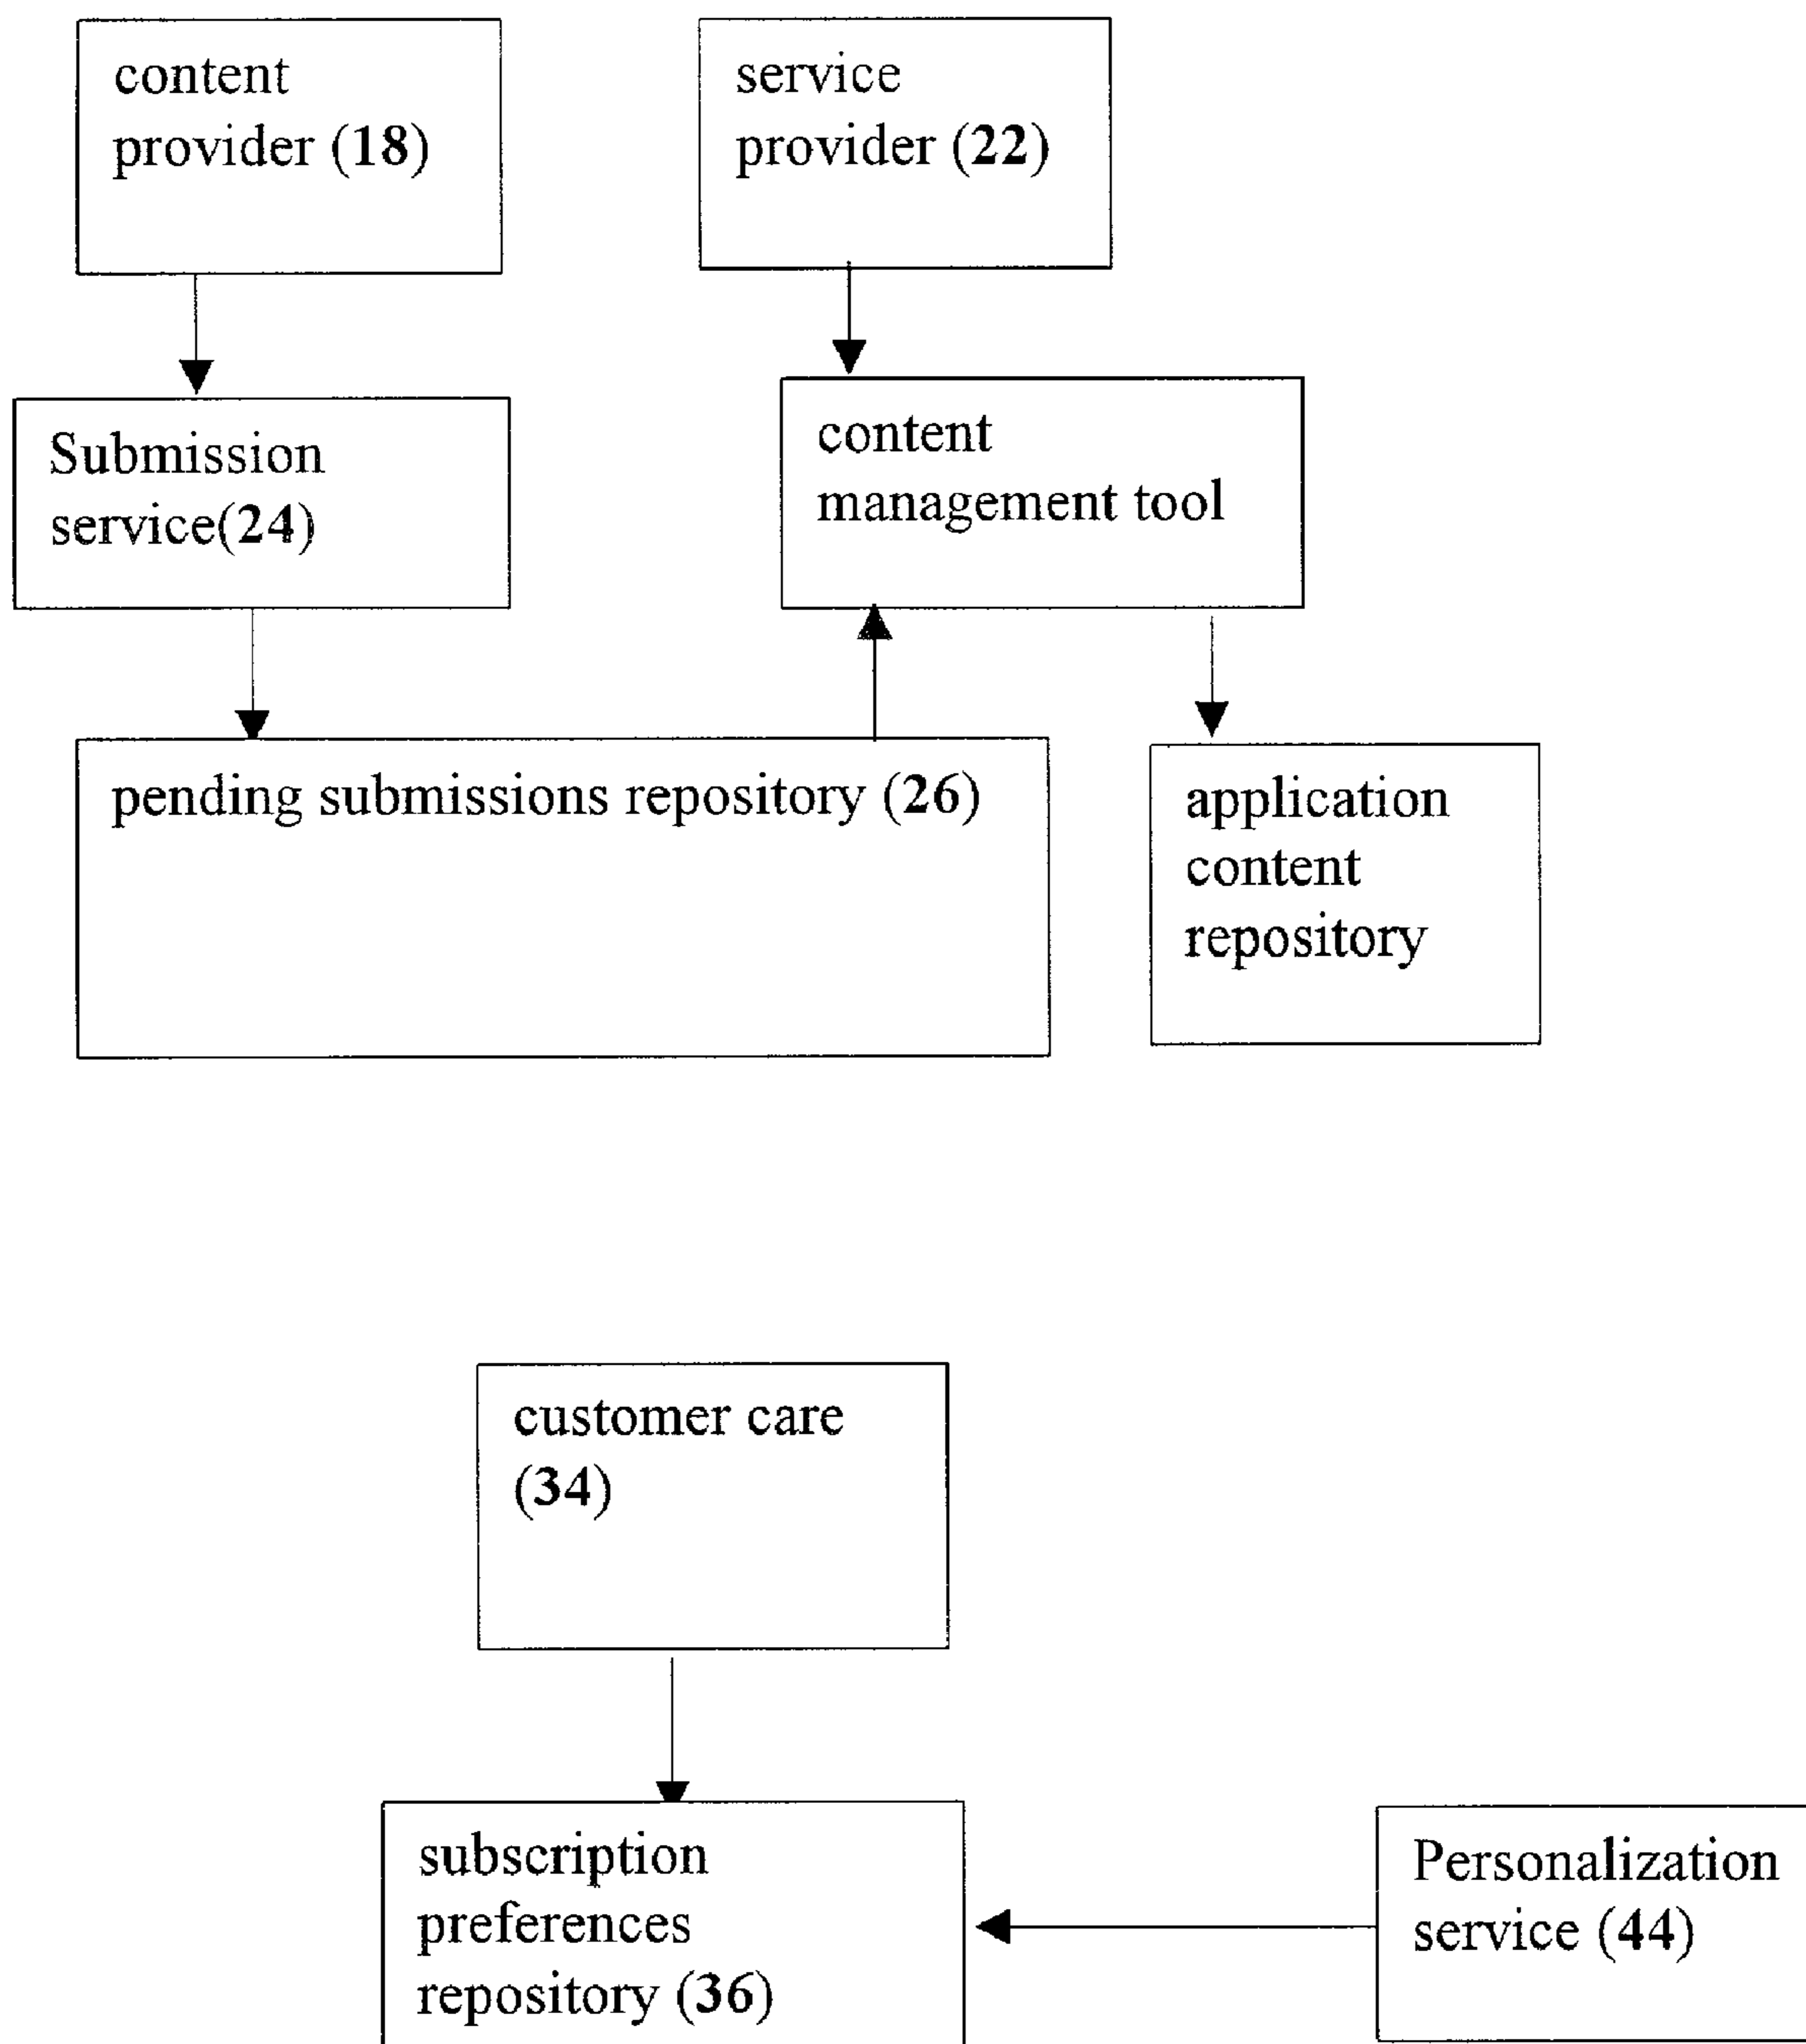 content
provider (18)
service
provider (22)
Submission
service(24)
content
management tool
pending submissions repository (26)
application
content
repository
customer care
(34)
subscription
preferences
repository (36)
Personalization
service (44)